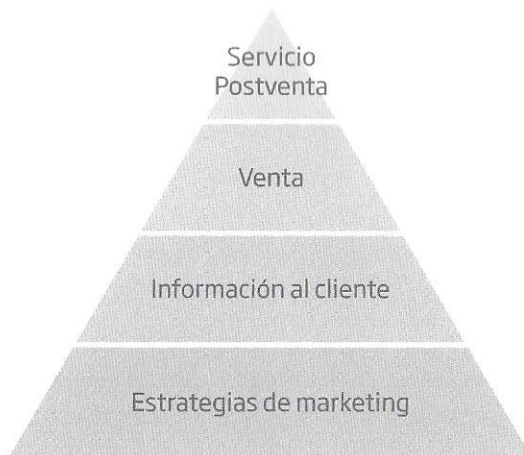 Servicio
Postventa
Venta
Información al cliente
Estrategias de marketing